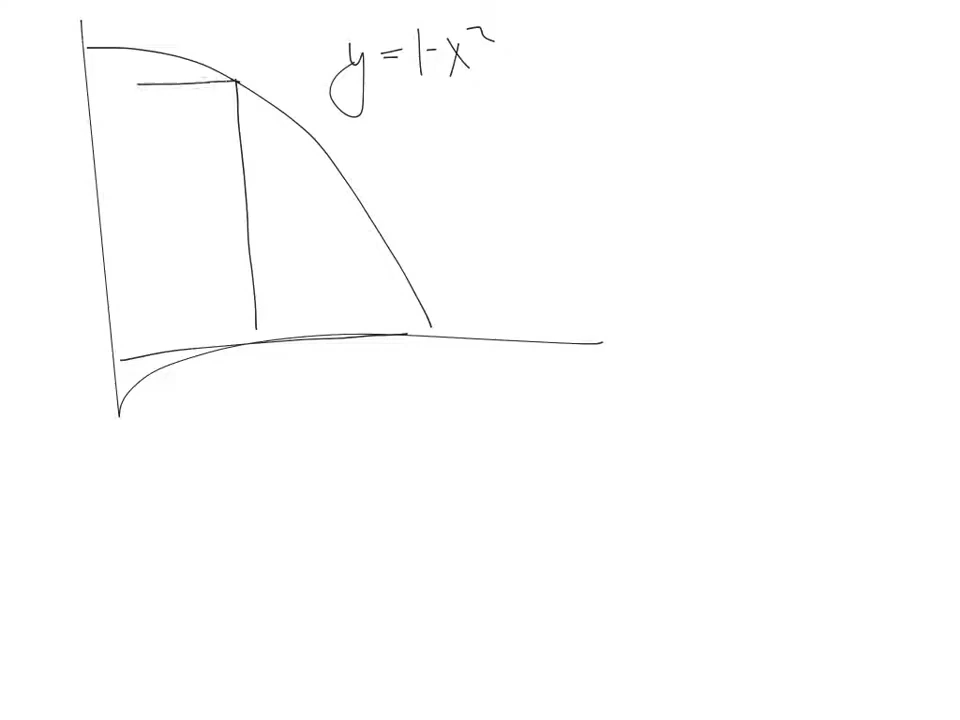 y = 1 - x²